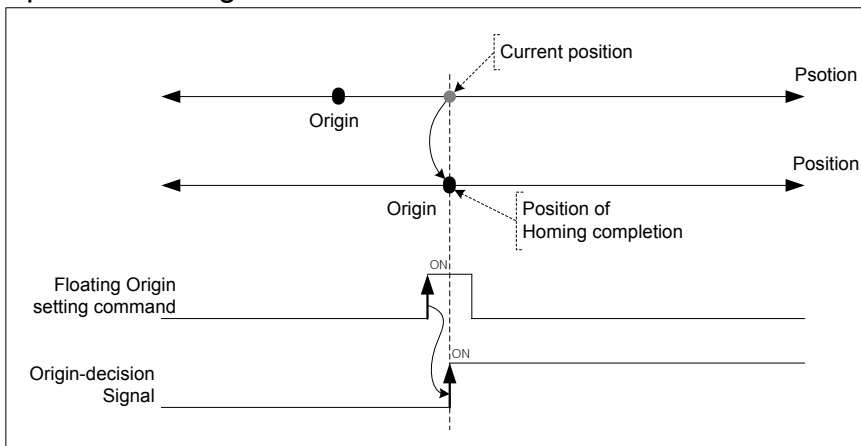 Current position
Psotion
Origin
Position
Origin
Position of
Homing completion
ON
Floating Origin
setting command
ON
Origin-decision
Signal